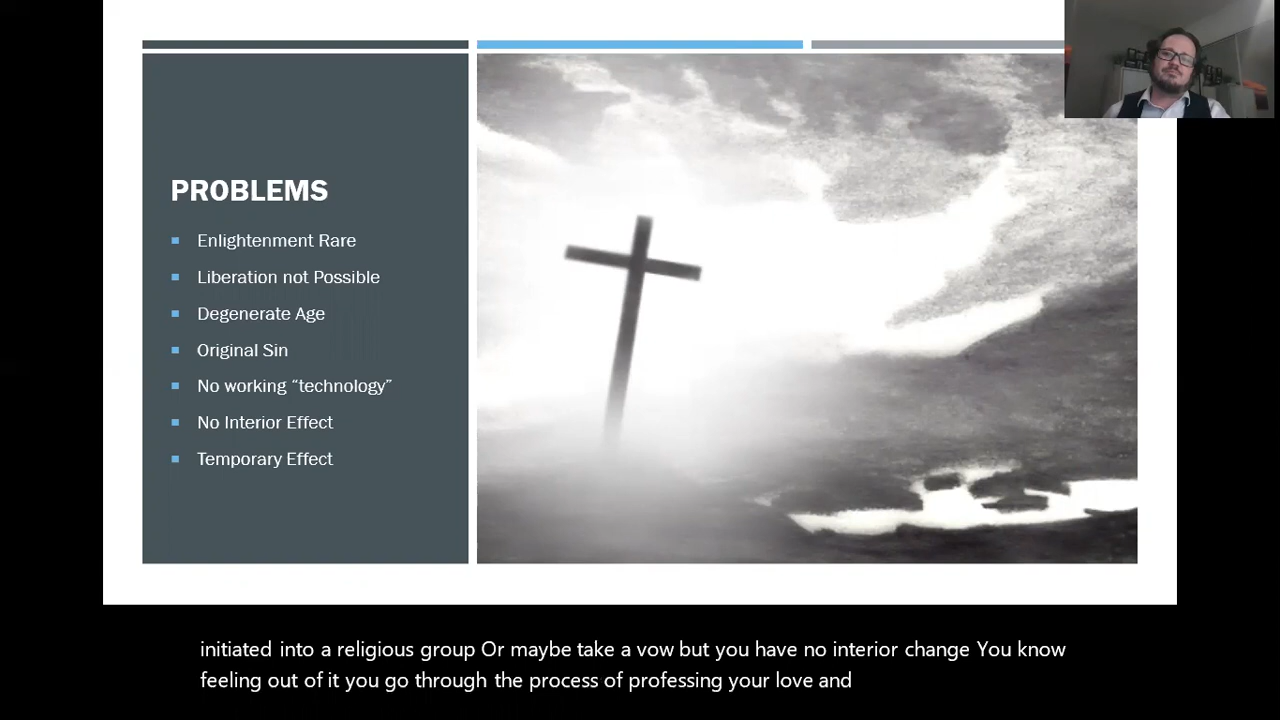 PROBLEMS
Enlightenment Rare
Liberation not Possible
Degenerate Age
Original Sin
No working “technology”
No Interior Effect
Temporary Effect
initiated into a religious group Or maybe take a vow but you have no interior change You know
feeling out of it you go through the process of professing your love and